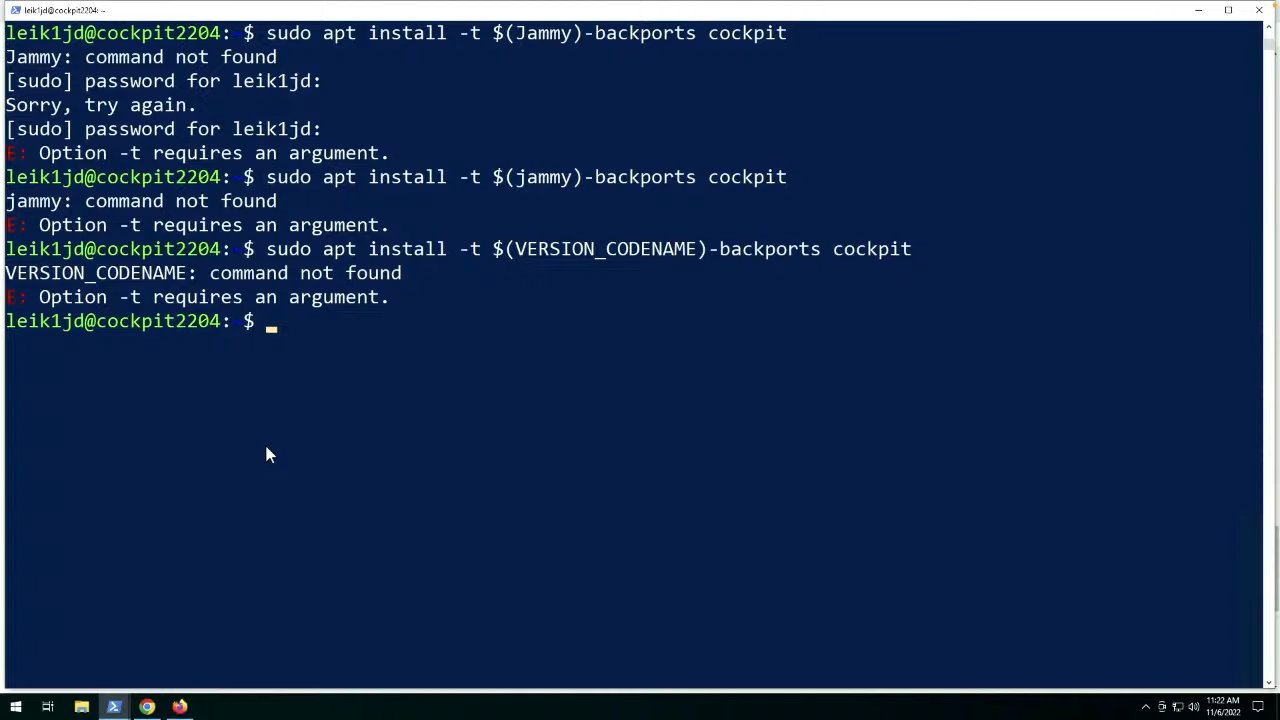 leik1jd@cockpit2204: ~
leik1jd@cockpit2204:~$ sudo apt install -t $(Jammy)-backports cockpit
Jammy: command not found
[sudo] password for leik1jd:
Sorry, try again.
[sudo] password for leik1jd:
E: Option -t requires an argument.
leik1jd@cockpit2204:~$ sudo apt install -t $(jammy)-backports cockpit
jammy: command not found
E: Option -t requires an argument.
leik1jd@cockpit2204:~$ sudo apt install -t $(VERSION_CODENAME)-backports cockpit
VERSION_CODENAME: command not found
E: Option -t requires an argument.
leik1jd@cockpit2204:~$
11:22 AM
11/6/2022